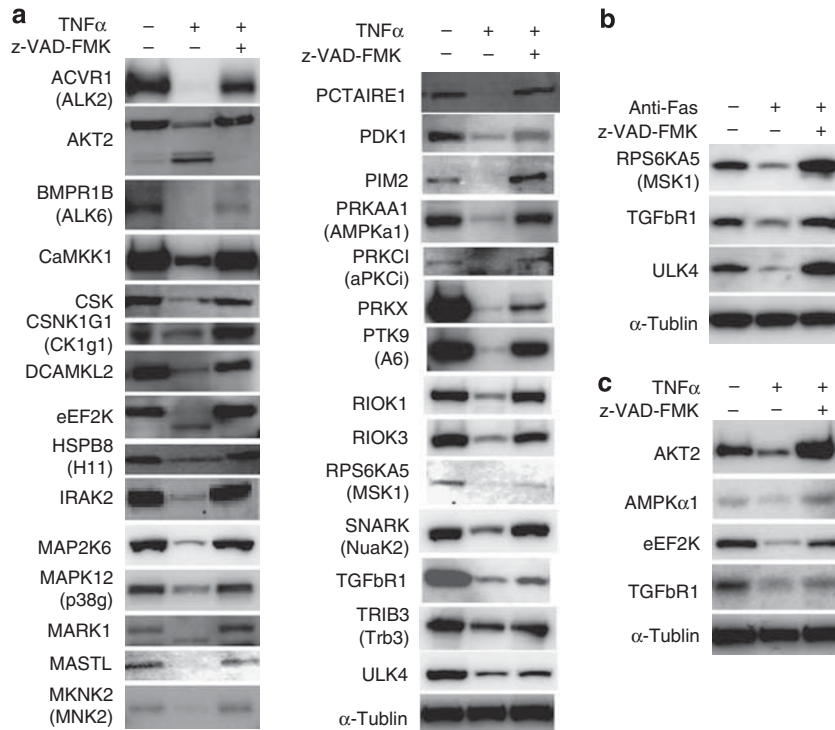 a
TNFα – + +
z-VAD-FMK – – +
ACVR1
(ALK2)
AKT2
BMPR1B
(ALK6)
CaMKK1
CSK
CSNK1G1
(CK1g1)
DCAMKL2
eEF2K
HSPB8
(H11)
IRAK2
MAP2K6
MAPK12
(p38g)
MARK1
MASTL
MKNK2
(MNK2)
TNFα – + +
z-VAD-FMK – – +
PCTAIRE1
PDK1
PIM2
PRKAA1
(AMPKa1)
PRKCI
(aPKCi)
PRKX
PTK9
(A6)
RIOK1
RIOK3
RPS6KA5
(MSK1)
SNARK
(NuaK2)
TGFbR1
TRIB3
(Trb3)
ULK4
α-Tublin
b
Anti-Fas – + +
z-VAD-FMK – – +
RPS6KA5
(MSK1)
TGFbR1
ULK4
α-Tublin
c
TNFα – + +
z-VAD-FMK – – +
AKT2
AMPKα1
eEF2K
TGFbR1
α-Tublin